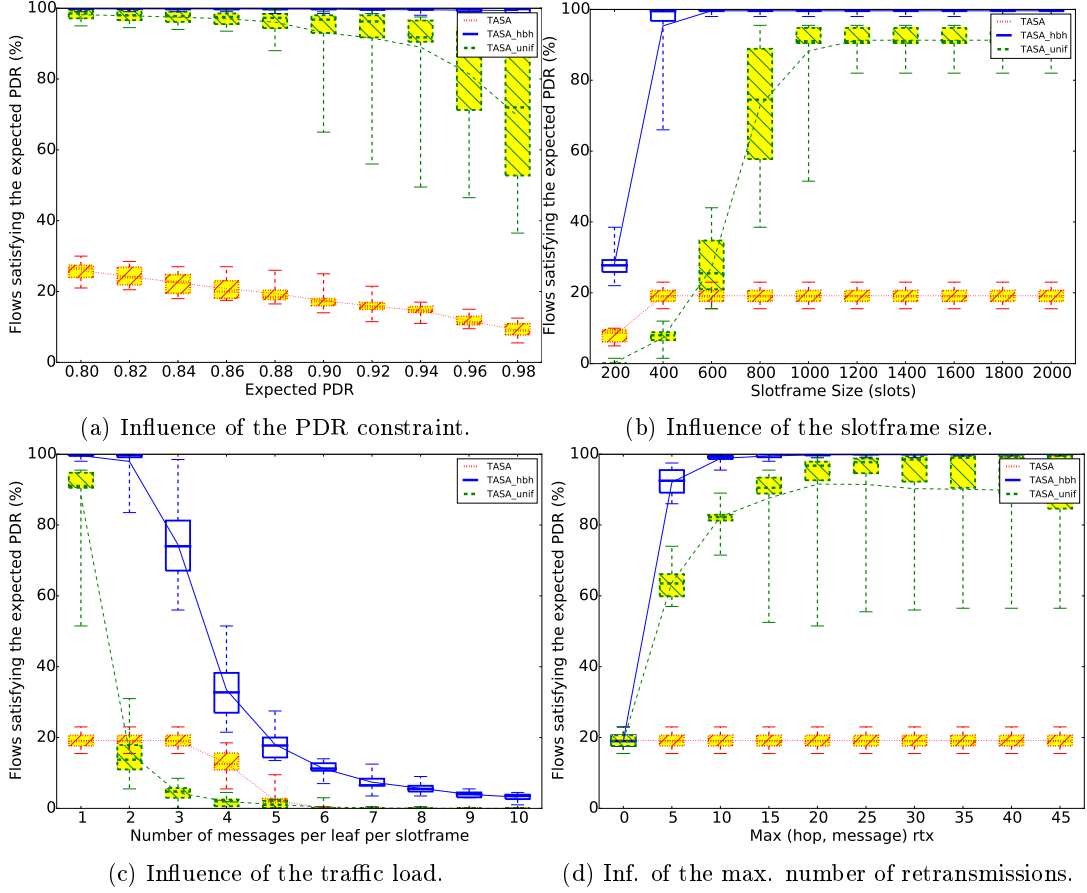 Flows satisfying the expected PDR (%)
100
80
60
40
20
0
TASA
TASA_hbh
TASA_unif
0.80 0.82 0.84 0.86 0.88 0.90 0.92 0.94 0.96 0.98
Expected PDR
(a) Influence of the PDR constraint.
Flows satisfying the expected PDR (%)
100
80
60
40
20
0
TASA
TASA_hbh
TASA_unif
200 400 600 800 1000 1200 1400 1600 1800 2000
Slotframe Size (slots)
(b) Influence of the slotframe size.
Flows satisfying the expected PDR (%)
100
80
60
40
20
0
TASA
TASA_hbh
TASA_unif
1 2 3 4 5 6 7 8 9 10
Number of messages per leaf per slotframe
(c) Influence of the traffic load.
Flows satisfying the expected PDR (%)
100
80
60
40
20
0
TASA
TASA_hbh
TASA_unif
0 5 10 15 20 25 30 35 40 45
Max (hop, message) rtx
(d) Inf. of the max. number of retransmissions.